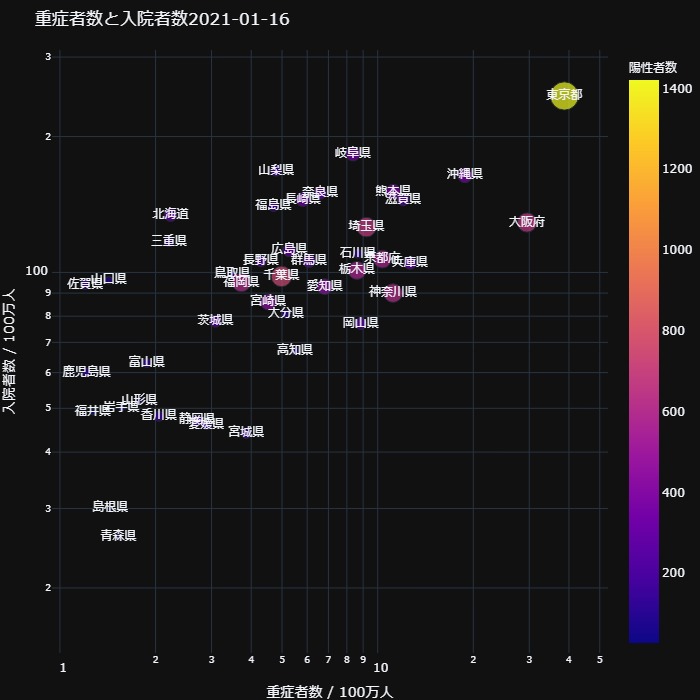 重症者数と入院者数2021-01-16
陽性者数
1400
1200
1000
800
600
400
200
入院者数 / 100万人
3
2
100
9
8
7
6
5
4
3
2
東京都
岐阜県
山梨県
沖縄県
奈良県
熊本県
長崎県
滋賀県
福島県
北海道
大阪府
埼玉県
三重県
広島県
石川県
長野県
群馬県
京都府
兵庫県
栃木県
鳥取県
千葉県
山口県
佐賀県
福岡県
愛知県
神奈川県
宮崎県
大分県
茨城県
岡山県
高知県
富山県
鹿児島県
山形県
岩手県
福井県
香川県
静岡県
愛媛県
宮城県
島根県
青森県
1
2
3
4
5
6
7
8
9
10
2
3
4
5
重症者数 / 100万人